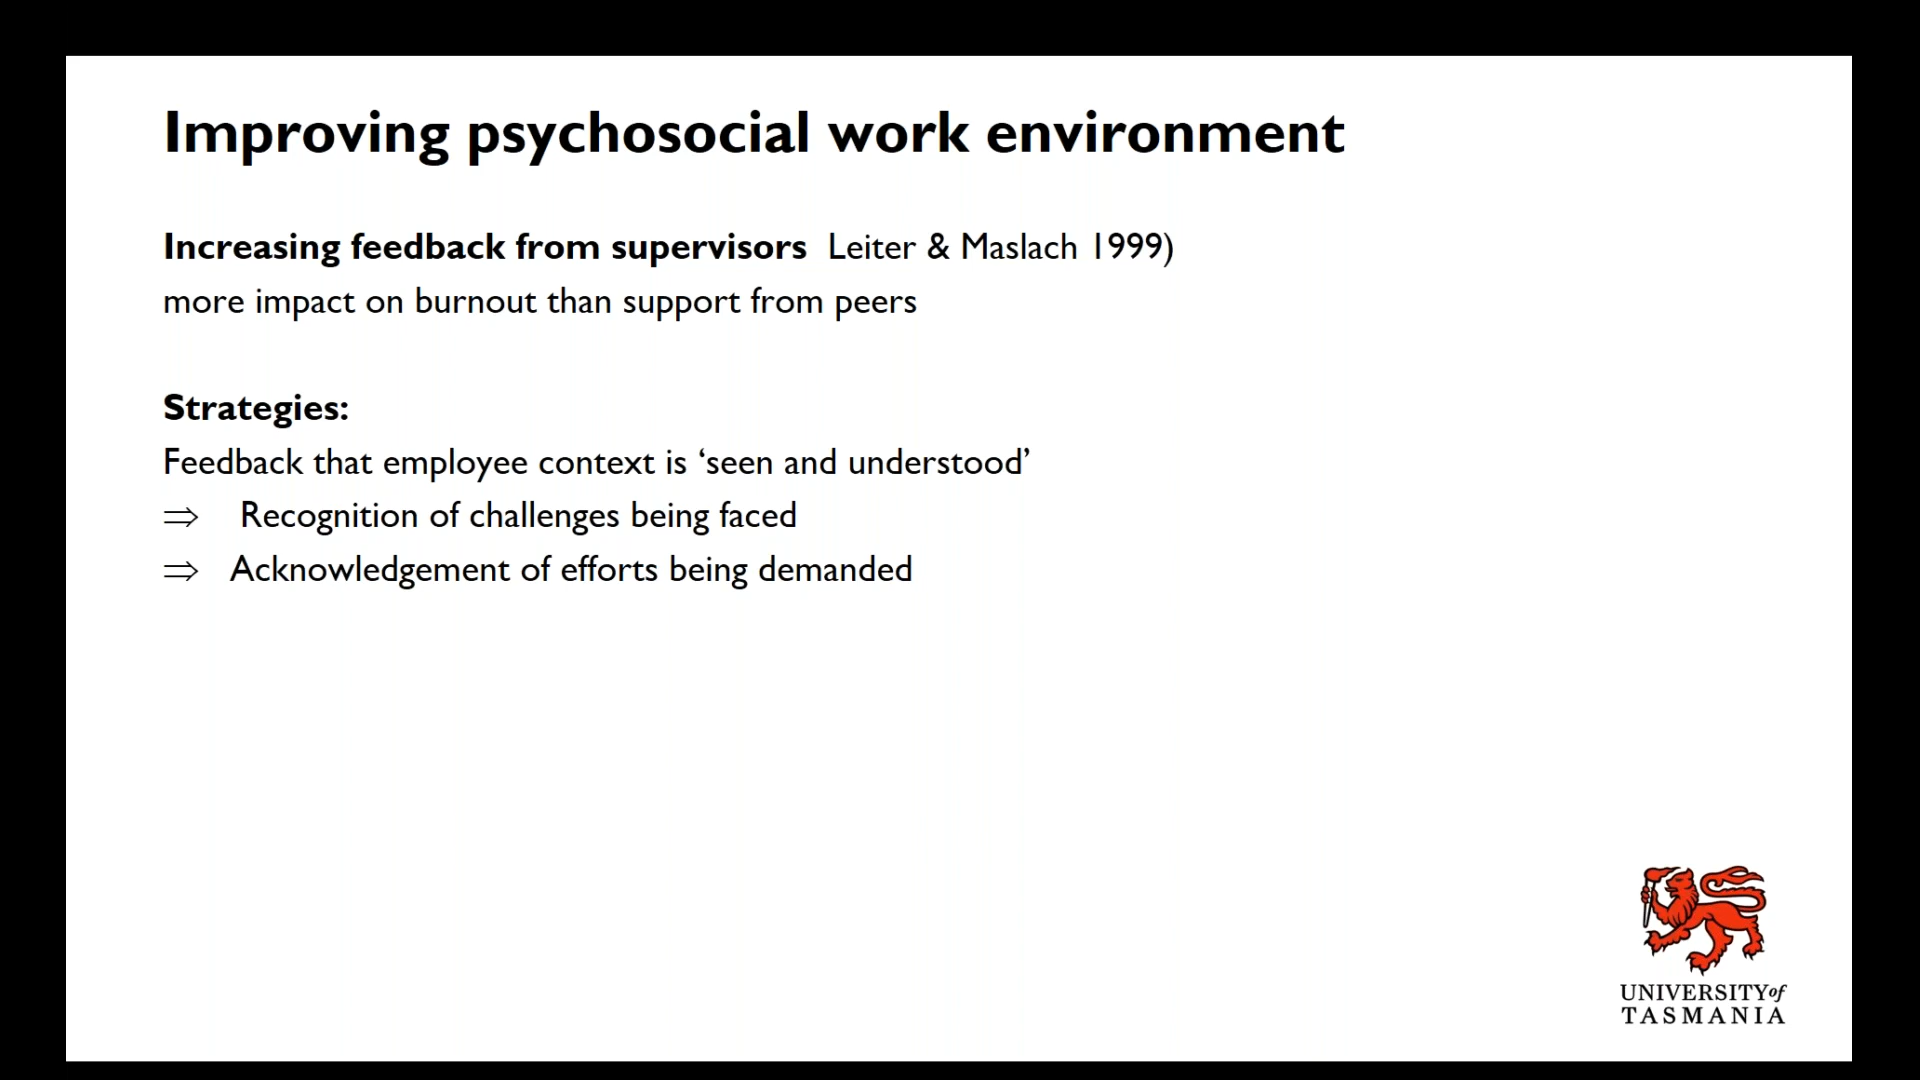 Improving psychosocial work environment
Increasing feedback from supervisors Leiter & Maslach 1999)
more impact on burnout than support from peers
Strategies:
Feedback that employee context is ‘seen and understood’
⇒ Recognition of challenges being faced
⇒ Acknowledgement of efforts being demanded
UNIVERSITY of
TASMANIA